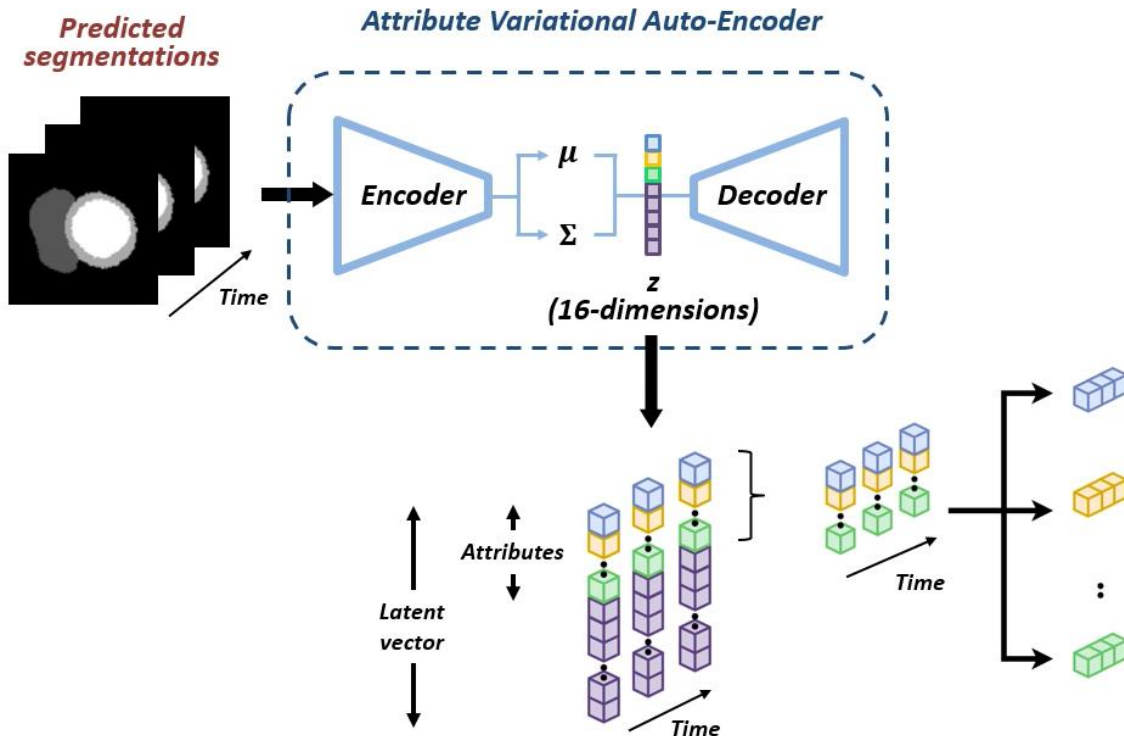 Predicted
segmentations
Attribute Variational Auto-Encoder
Encoder
μ
Σ
Decoder
z
(16-dimensions)
Time
Attributes
Latent
vector
Time
Time